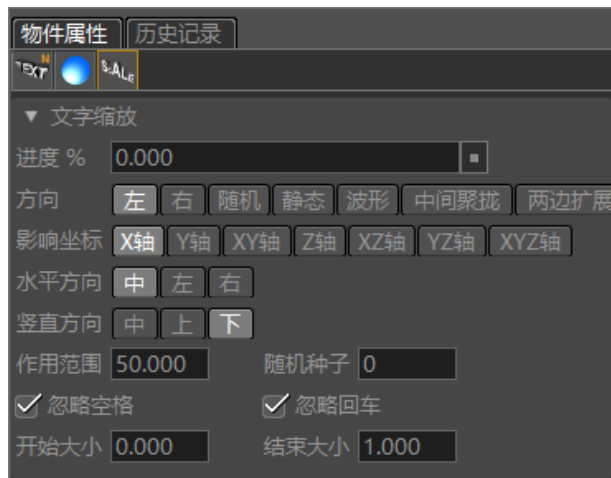 物件属性 历史记录
TEXT N SCALE
▼ 文字缩放
进度 % 0.000
方向 左 右 随机 静态 波形 中间聚拢 两边扩展
影响坐标 X轴 Y轴 XY轴 Z轴 XZ轴 YZ轴 XYZ轴
水平方向 中 左 右
竖直方向 中 上 下
作用范围 50.000 随机种子 0
忽略空格 忽略回车
开始大小 0.000 结束大小 1.000